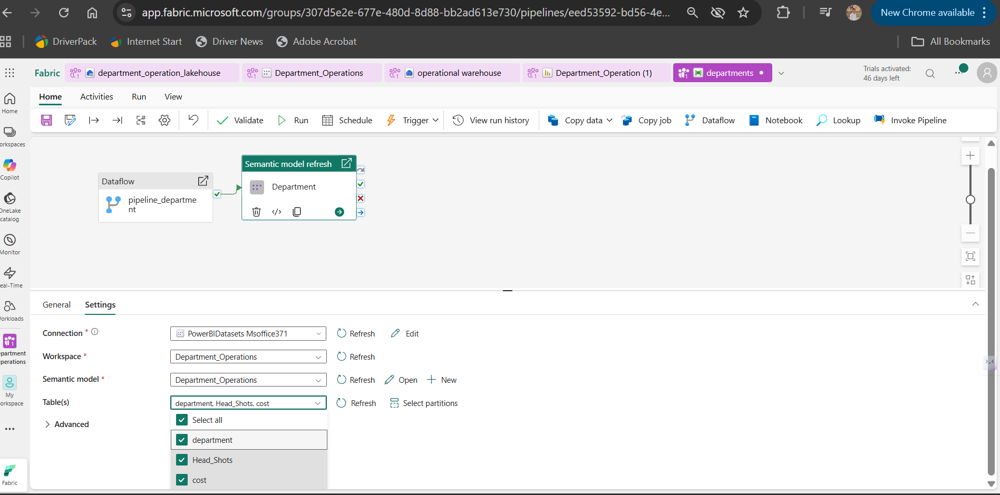 app.fabric.microsoft.com/groups/307d5e2e-677e-480d-8d88-bb2ad613e730/pipelines/eed53592-bd56-4e...
New Chrome available
DriverPack
Internet Start
Driver News
Adobe Acrobat
All Bookmarks
Fabric
department_operation_lakehouse
Department_Operations
operational warehouse
Department_Operation (1)
departments
Trials activated:
46 days left
Home
Activities
Run
View
Validate
Run
Schedule
Trigger
View run history
Copy data
Copy job
Dataflow
Notebook
Lookup
Invoke Pipeline
Home
orkspaces
Copilot
OneLake
catalog
Monitor
eal-Time
Workloads
epartment
perations
My
orkspace
Fabric
Dataflow
pipeline_departme
nt
Semantic model refresh
Department
General
Settings
Connection *
PowerBIDatasets Msoffice371
Refresh
Edit
Workspace *
Department_Operations
Refresh
Semantic model *
Department_Operations
Refresh
Open
New
Table(s)
department, Head_Shots, cost
Refresh
Select partitions
Advanced
Select all
department
Head_Shots
cost